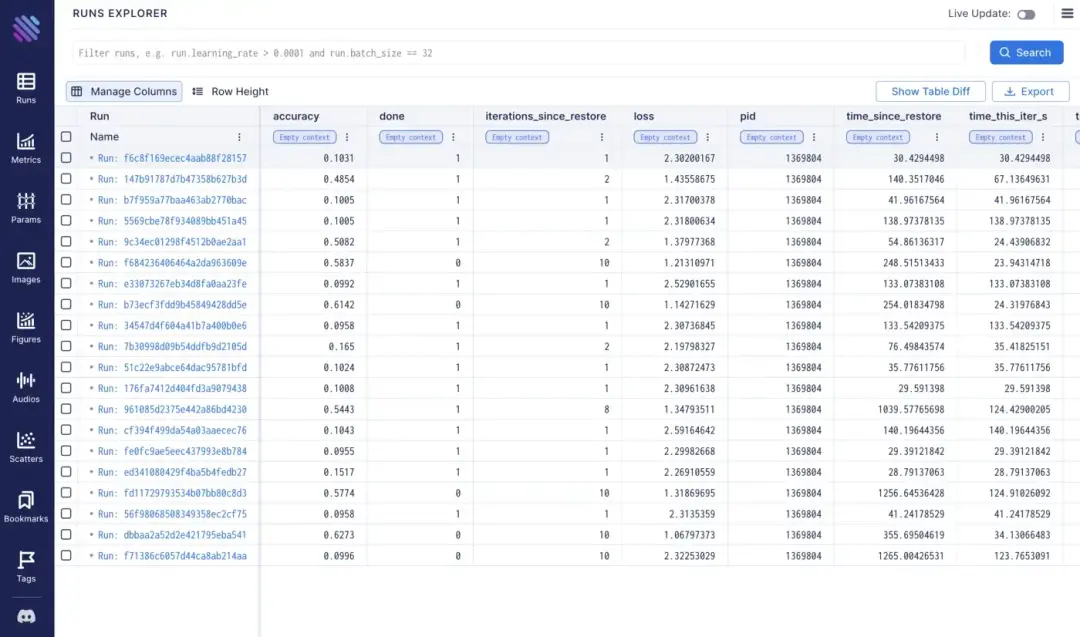 RUNS EXPLORER
Live Update:
Filter runs, e.g. run.learning_rate > 0.0001 and run.batch_size == 32
Search
Manage Columns
Row Height
Show Table Diff
Export
Runs
Metrics
Params
Images
Figures
Audios
Scatters
Bookmarks
Tags
Run accuracy done iterations_since_restore loss pid time_since_restore time_this_iter_s t
Name Empty context Empty context Empty context Empty context Empty context Empty context Empty context
Run: f6c8f169ecec4aab88f28157 0.1031 1 1 2.30200167 1369804 30.4294498 30.4294498
Run: 147b91787d7b47358b627b3d 0.4854 1 2 1.43558675 1369804 140.3517046 67.13649631
Run: b7f959a77baa463ab2770bac 0.1005 1 1 2.31700378 1369804 41.96167564 41.96167564
Run: 5569cbe78f934089bb451a45 0.1005 1 1 2.31800634 1369804 138.97378135 138.97378135
Run: 9c34ec01298f4512b0ae2aa1 0.5082 1 2 1.37977368 1369804 54.86136317 24.43906832
Run: f684236406464a2da963609e 0.5837 0 10 1.21310971 1369804 248.51513433 23.94314718
Run: e33073267eb34d8fa0aa23fe 0.0992 1 1 2.52901655 1369804 133.07383108 133.07383108
Run: b73ecf3fdd9b45849428dd5e 0.6142 0 10 1.14271629 1369804 254.01834798 24.31976843
Run: 34547d4f604a41b7a400b0e6 0.0958 1 1 2.30736845 1369804 133.54209375 133.54209375
Run: 7b30998d09b54ddfb9d2105d 0.165 1 2 2.19798327 1369804 76.49843574 35.41825151
Run: 51c22e9abce64dac95781bfd 0.1024 1 1 2.30872473 1369804 35.77611756 35.77611756
Run: 176fa7412d404fd3a9079438 0.1008 1 1 2.30961638 1369804 29.591398 29.591398
Run: 961085d2375e442a86bd4230 0.5443 1 8 1.34793511 1369804 1039.57765698 124.42900205
Run: cf394f499da54a03aaecec76 0.1043 1 1 2.59164642 1369804 140.19644356 140.19644356
Run: fe0fc9ae5eec437993e8b784 0.0955 1 1 2.29982668 1369804 29.39121842 29.39121842
Run: ed341080429f4ba5b4fedb27 0.1517 1 1 2.26910559 1369804 28.79137063 28.79137063
Run: fd11729793534b07bb80c8d3 0.5774 0 10 1.31869695 1369804 1256.64536428 124.91026092
Run: 56f98068508349358ec2cf75 0.0958 1 1 2.3135359 1369804 41.24178529 41.24178529
Run: dbbaa2a52d2e421795eba541 0.6273 0 10 1.06797373 1369804 355.69504619 34.13066483
Run: f71386c6057d44ca8ab214aa 0.0996 0 10 2.32253029 1369804 1265.00426531 123.7653091